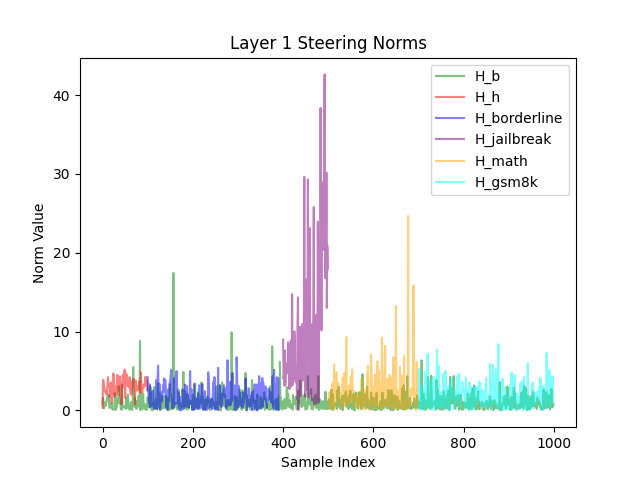 Layer 1 Steering Norms
Norm Value
40
30
20
10
0
H_b
H_h
H_borderline
H_jailbreak
H_math
H_gsm8k
0
200
400
600
800
1000
Sample Index